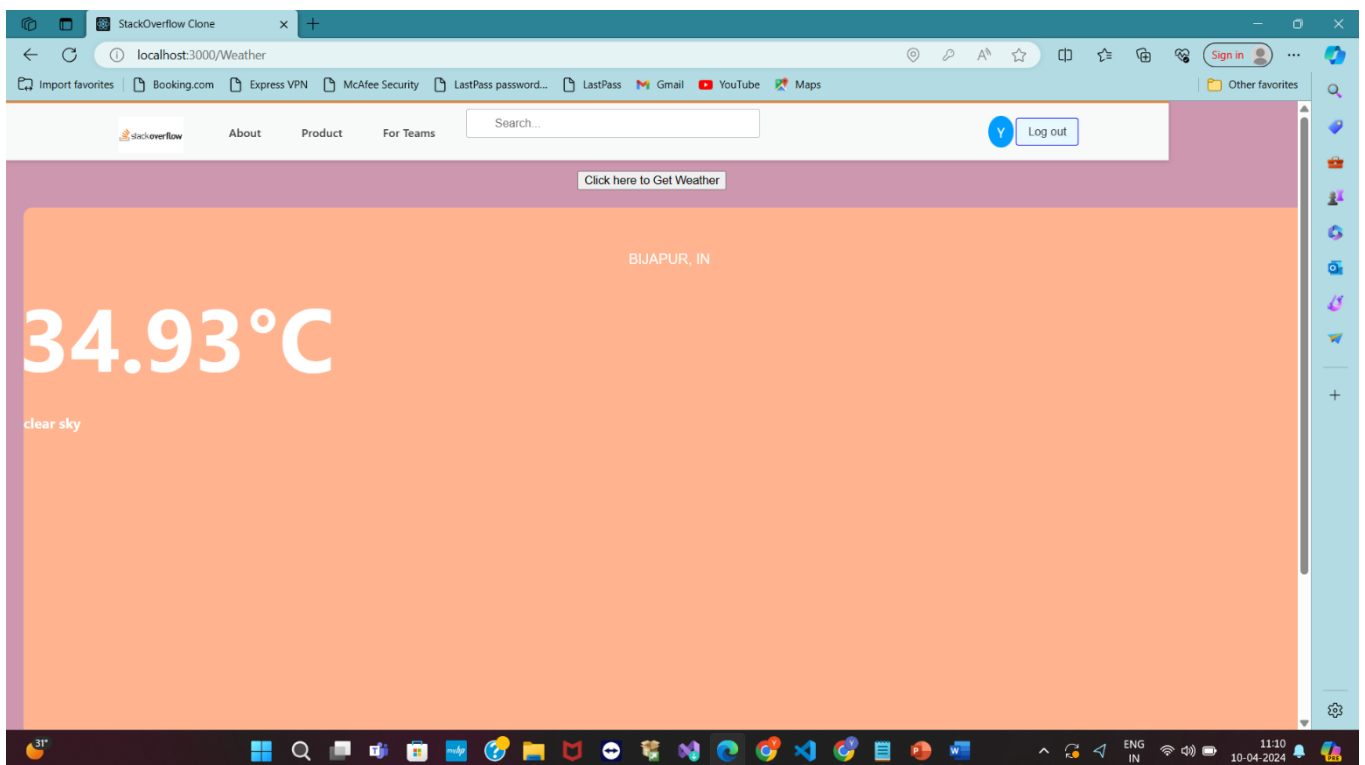 StackOverflow Clone
localhost:3000/Weather
Sign in
Import favorites
Booking.com
Express VPN
McAfee Security
LastPass password...
LastPass
Gmail
YouTube
Maps
Other favorites
stackoverflow
About
Product
For Teams
Search...
Y
Log out
Click here to Get Weather
BIJAPUR, IN
34.93°C
clear sky
31°
ENG
IN
11:10
10-04-2024